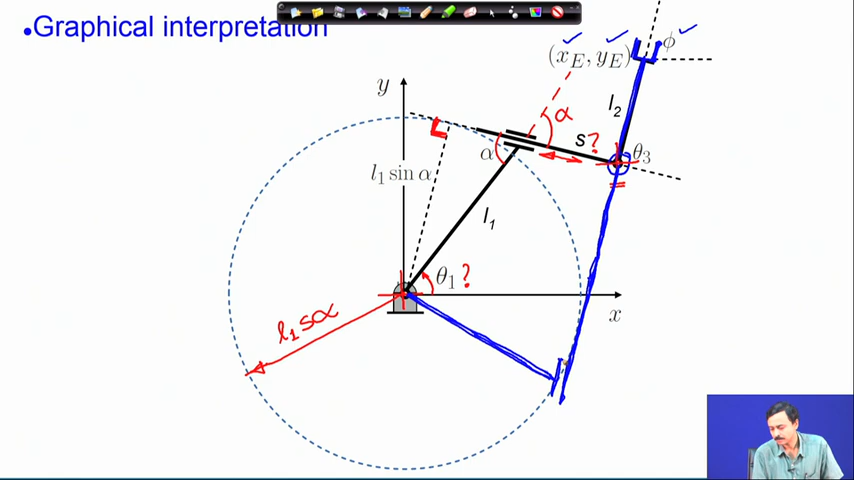 •Graphical interpretation
(x_E, y_E)
ϕ
y
l_2
α
s?
α
θ_3
l_1 sin α
l_1
θ_1?
x
l_1 sα